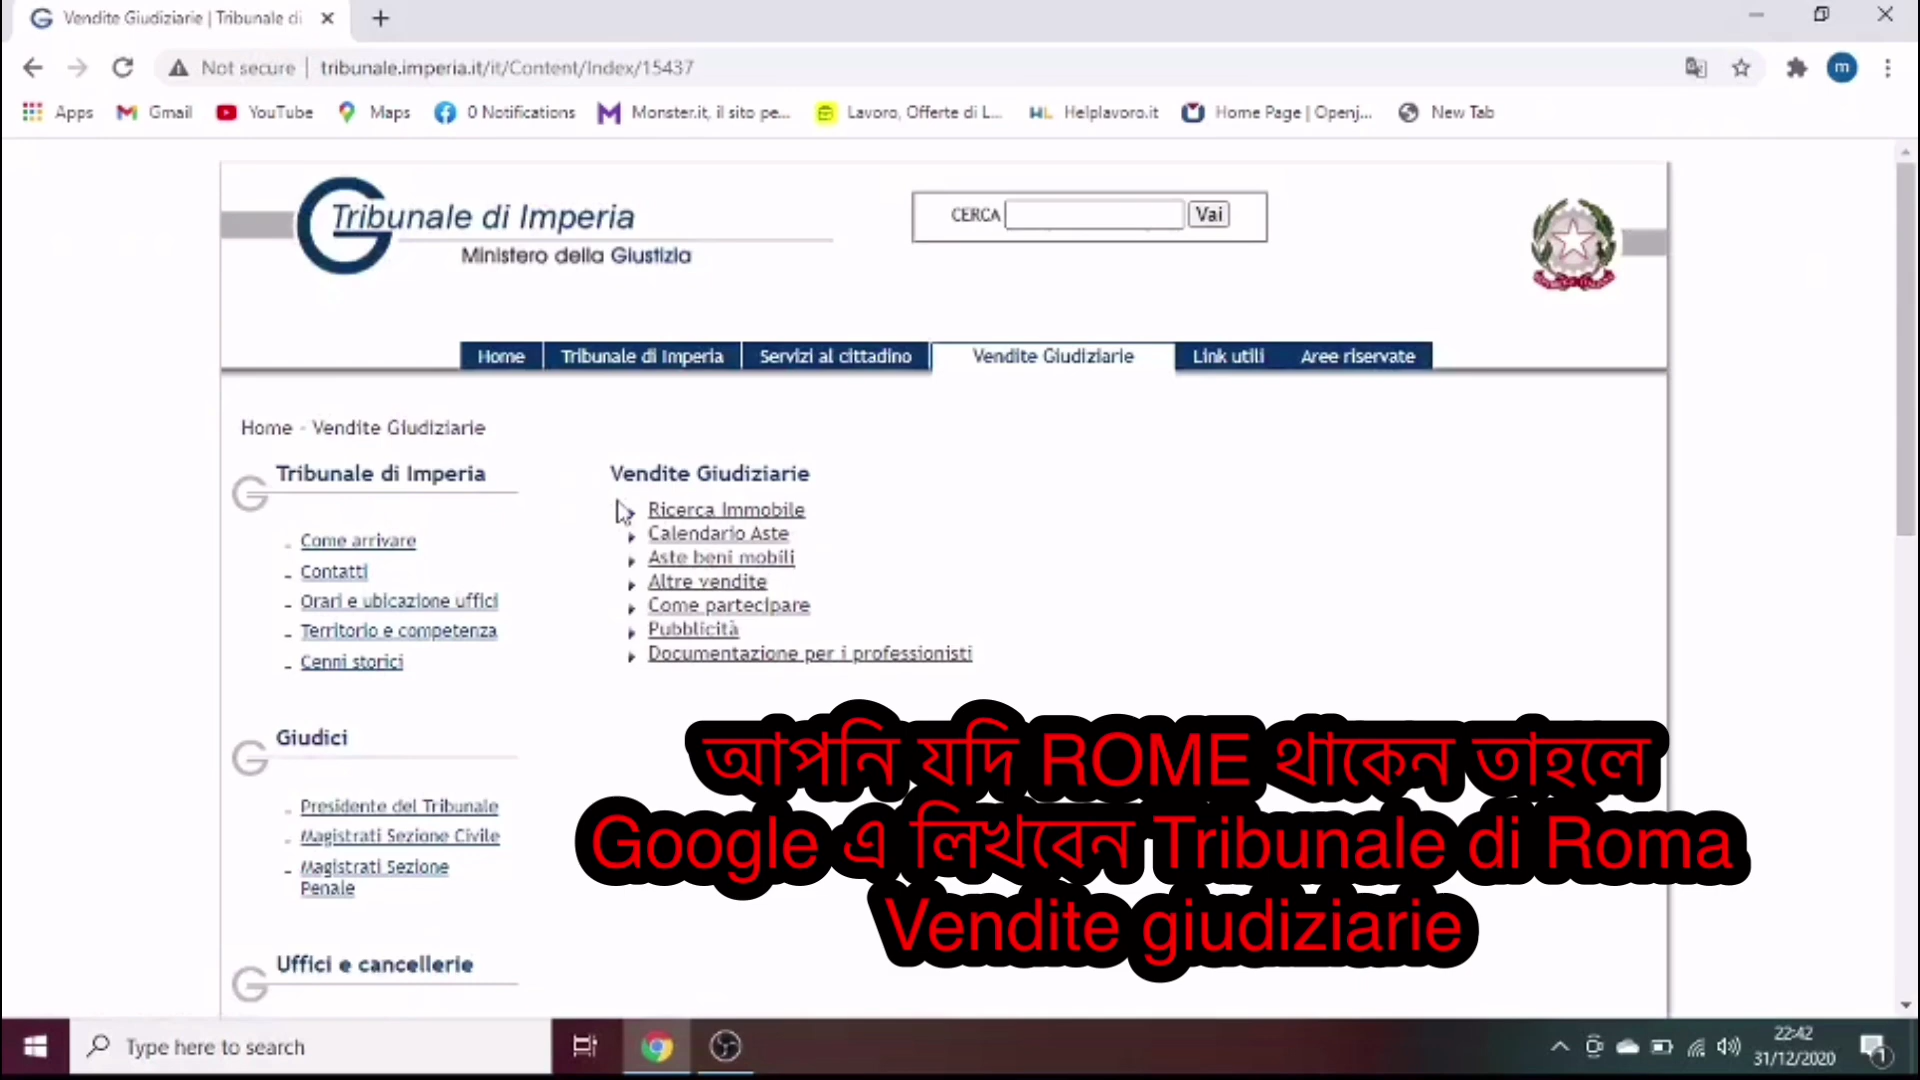 Vendite Giudiziarie | Tribunale di
Not secure | tribunale.imperia.it/it/Content/Index/15437
m
Apps Gmail YouTube Maps 0 Notifications Monster.it, il sito pe... Lavoro, Offerte di L... Helplavoro.it Home Page | Openj... New Tab
Tribunale di Imperia
Ministero della Giustizia
CERCA Vai
Home Tribunale di Imperia Servizi al cittadino Vendite Giudiziarie Link utili Aree riservate
Home - Vendite Giudiziarie
Tribunale di Imperia
Come arrivare
Contatti
Orari e ubicazione uffici
Territorio e competenza
Cenni storici
Giudici
Presidente del Tribunale
Magistrati Sezione Civile
Magistrati Sezione
Penale
Uffici e cancellerie
Vendite Giudiziarie
Ricerca Immobile
Calendario Aste
Aste beni mobili
Altre vendite
Come partecipare
Pubblicità
Documentazione per i professionisti
আপনি যদি ROME থাকেন তাহলে
Google এ লিখবেন Tribunale di Roma
Vendite giudiziarie
Type here to search
22:42
31/12/2020
1